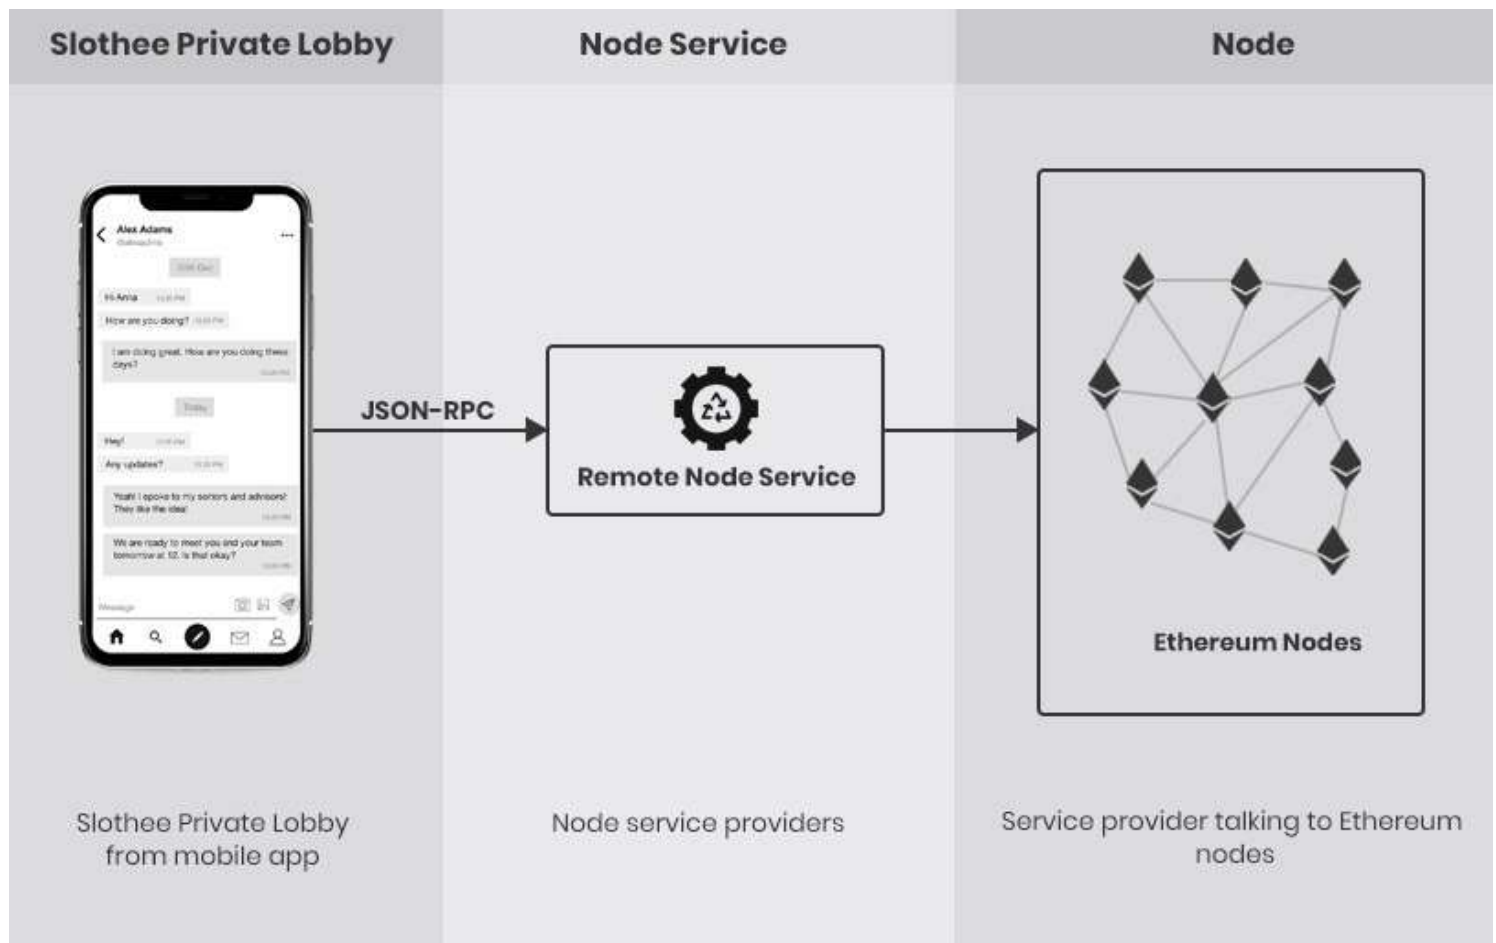 Slothee Private Lobby
Node Service
Node
Alex Adams
Hi Anna
How are you doing?
I am doing great. How are you doing these
days?
Today
Hey!
Any updates?
Yeah! I spoke to my seniors and advisors!
They like the idea!
We are ready to meet you and your team
tomorrow at 12. Is that okay?
Message
JSON-RPC
Remote Node Service
Ethereum Nodes
Slothee Private Lobby
from mobile app
Node service providers
Service provider talking to Ethereum
nodes